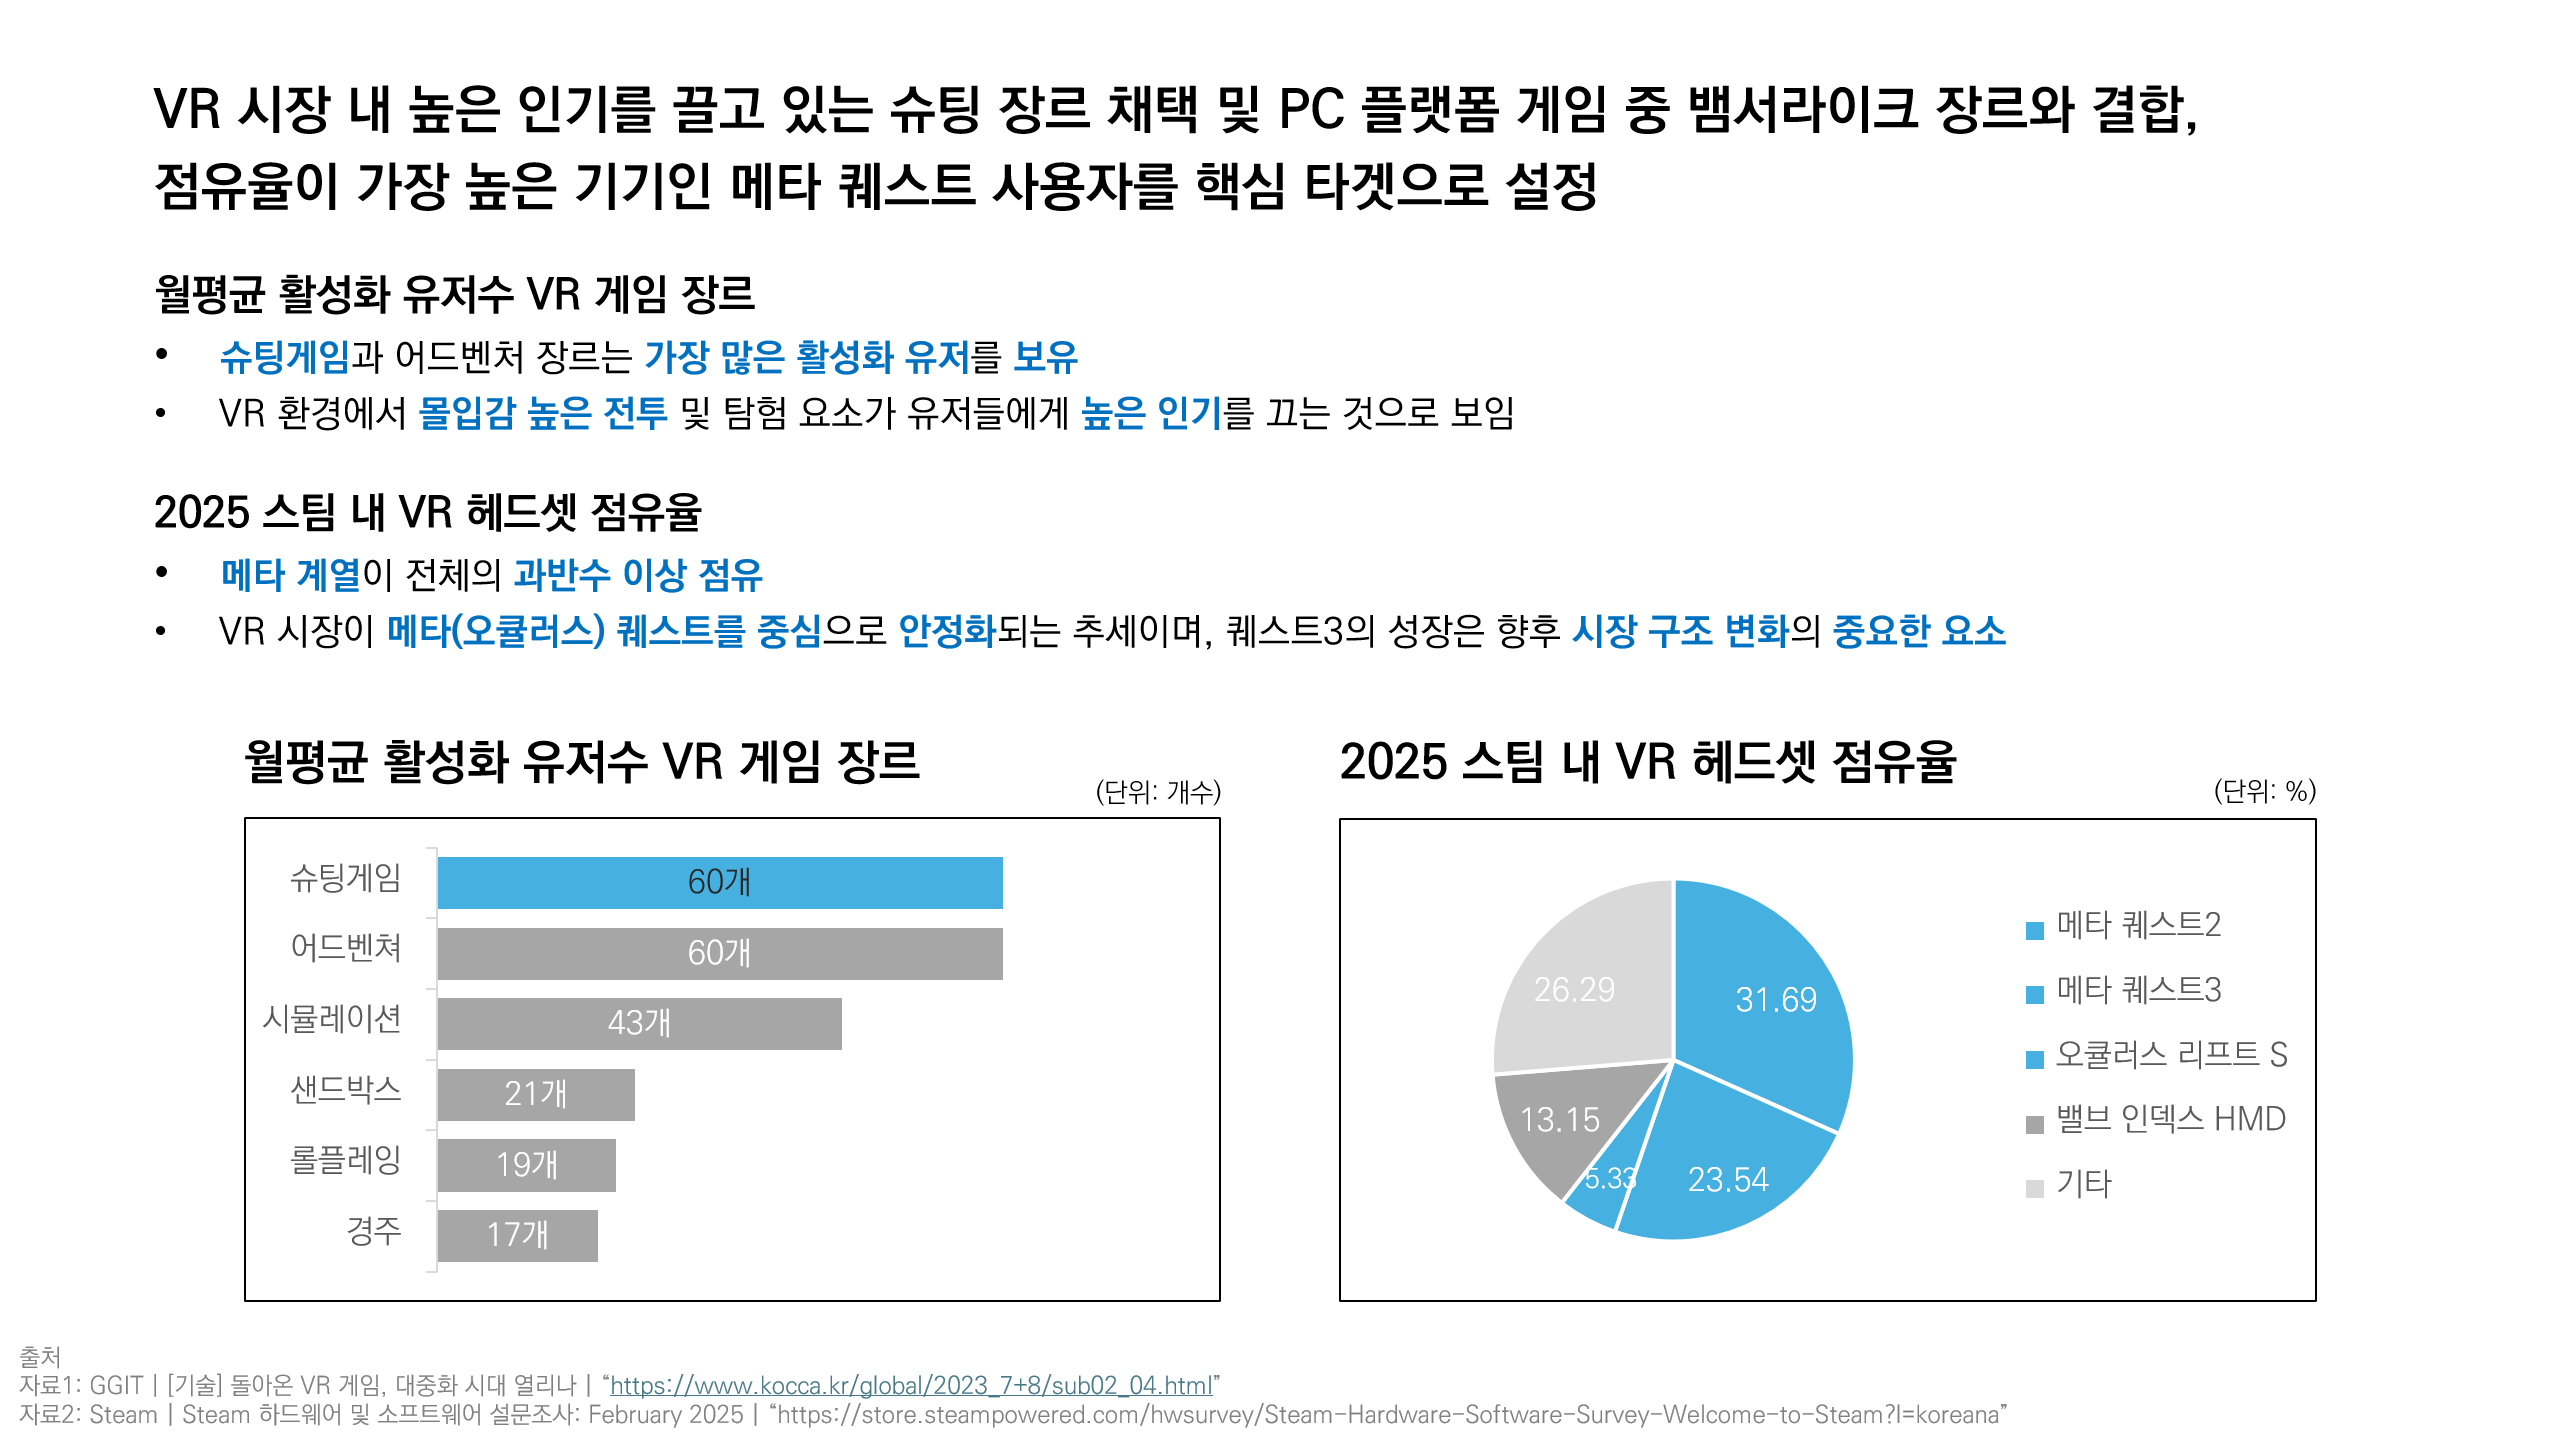 VR 시장 내 높은 인기를 끌고 있는 슈팅 장르 채택 및 PC 플랫폼 게임 중 뱀서라이크 장르와 결합,
점유율이 가장 높은 기기인 메타 퀘스트 사용자를 핵심 타겟으로 설정
월평균 활성화 유저수 VR 게임 장르
• 슈팅게임과 어드벤처 장르는 가장 많은 활성화 유저를 보유
• VR 환경에서 몰입감 높은 전투 및 탐험 요소가 유저들에게 높은 인기를 끄는 것으로 보임
2025 스팀 내 VR 헤드셋 점유율
• 메타 계열이 전체의 과반수 이상 점유
• VR 시장이 메타(오큘러스) 퀘스트를 중심으로 안정화되는 추세이며, 퀘스트3의 성장은 향후 시장 구조 변화의 중요한 요소
월평균 활성화 유저수 VR 게임 장르
(단위: 개수)
슈팅게임 60개
어드벤쳐 60개
시뮬레이션 43개
샌드박스 21개
롤플레잉 19개
경주 17개
2025 스팀 내 VR 헤드셋 점유율
(단위: %)
31.69
23.54
5.33
13.15
26.29
메타 퀘스트2
메타 퀘스트3
오큘러스 리프트 S
밸브 인덱스 HMD
기타
출처
자료1: GGIT | [기술] 돌아온 VR 게임, 대중화 시대 열리나 | “https://www.kocca.kr/global/2023_7+8/sub02_04.html”
자료2: Steam | Steam 하드웨어 및 소프트웨어 설문조사: February 2025 | “https://store.steampowered.com/hwsurvey/Steam-Hardware-Software-Survey-Welcome-to-Steam?l=koreana”